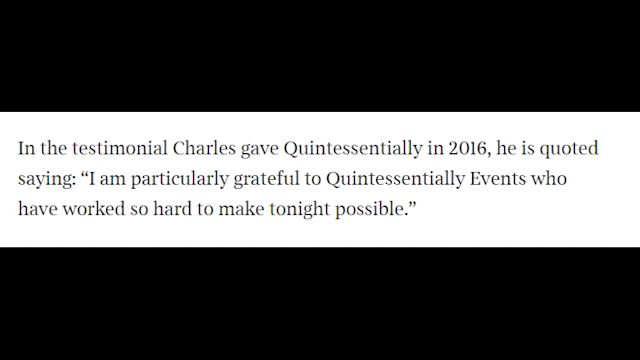 In the testimonial Charles gave Quintessentially in 2016, he is quoted
saying: “I am particularly grateful to Quintessentially Events who
have worked so hard to make tonight possible.”